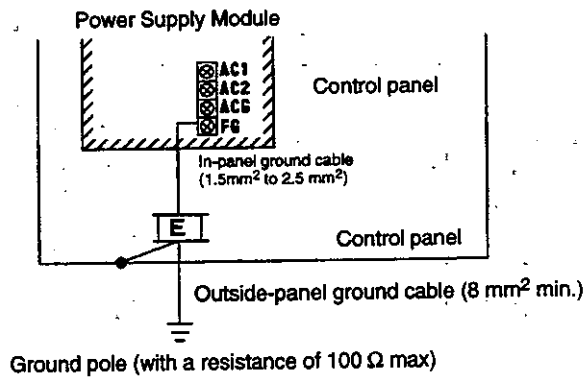 Power Supply Module
AC1
AC2
ACG
FG
Control panel
In-panel ground cable
(1.5mm² to 2.5 mm²)
E
Control panel
Outside-panel ground cable (8 mm² min.)
Ground pole (with a resistance of 100 Ω max)